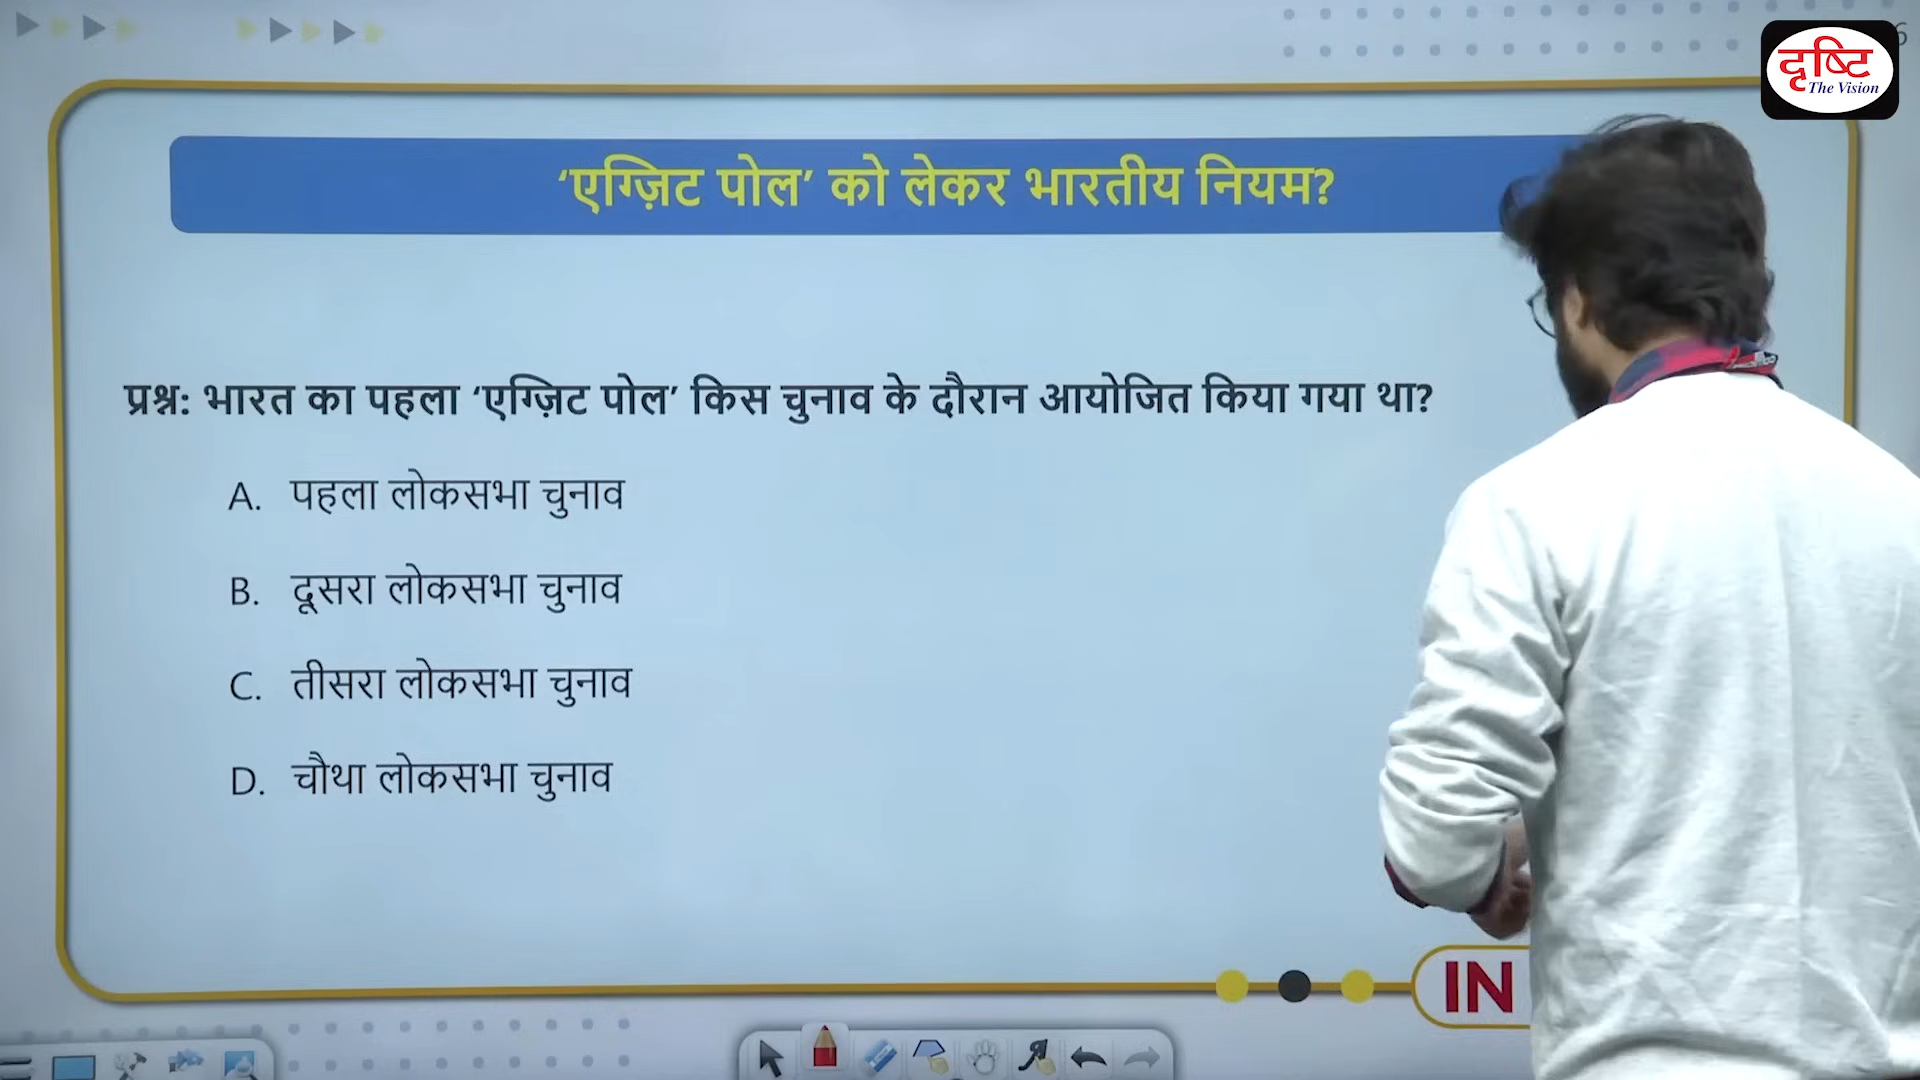 दृष्टि
The Vision
‘एग्ज़िट पोल’ को लेकर भारतीय नियम?
प्रश्न: भारत का पहला ‘एग्ज़िट पोल’ किस चुनाव के दौरान आयोजित किया गया था?
A. पहला लोकसभा चुनाव
B. दूसरा लोकसभा चुनाव
C. तीसरा लोकसभा चुनाव
D. चौथा लोकसभा चुनाव
IN